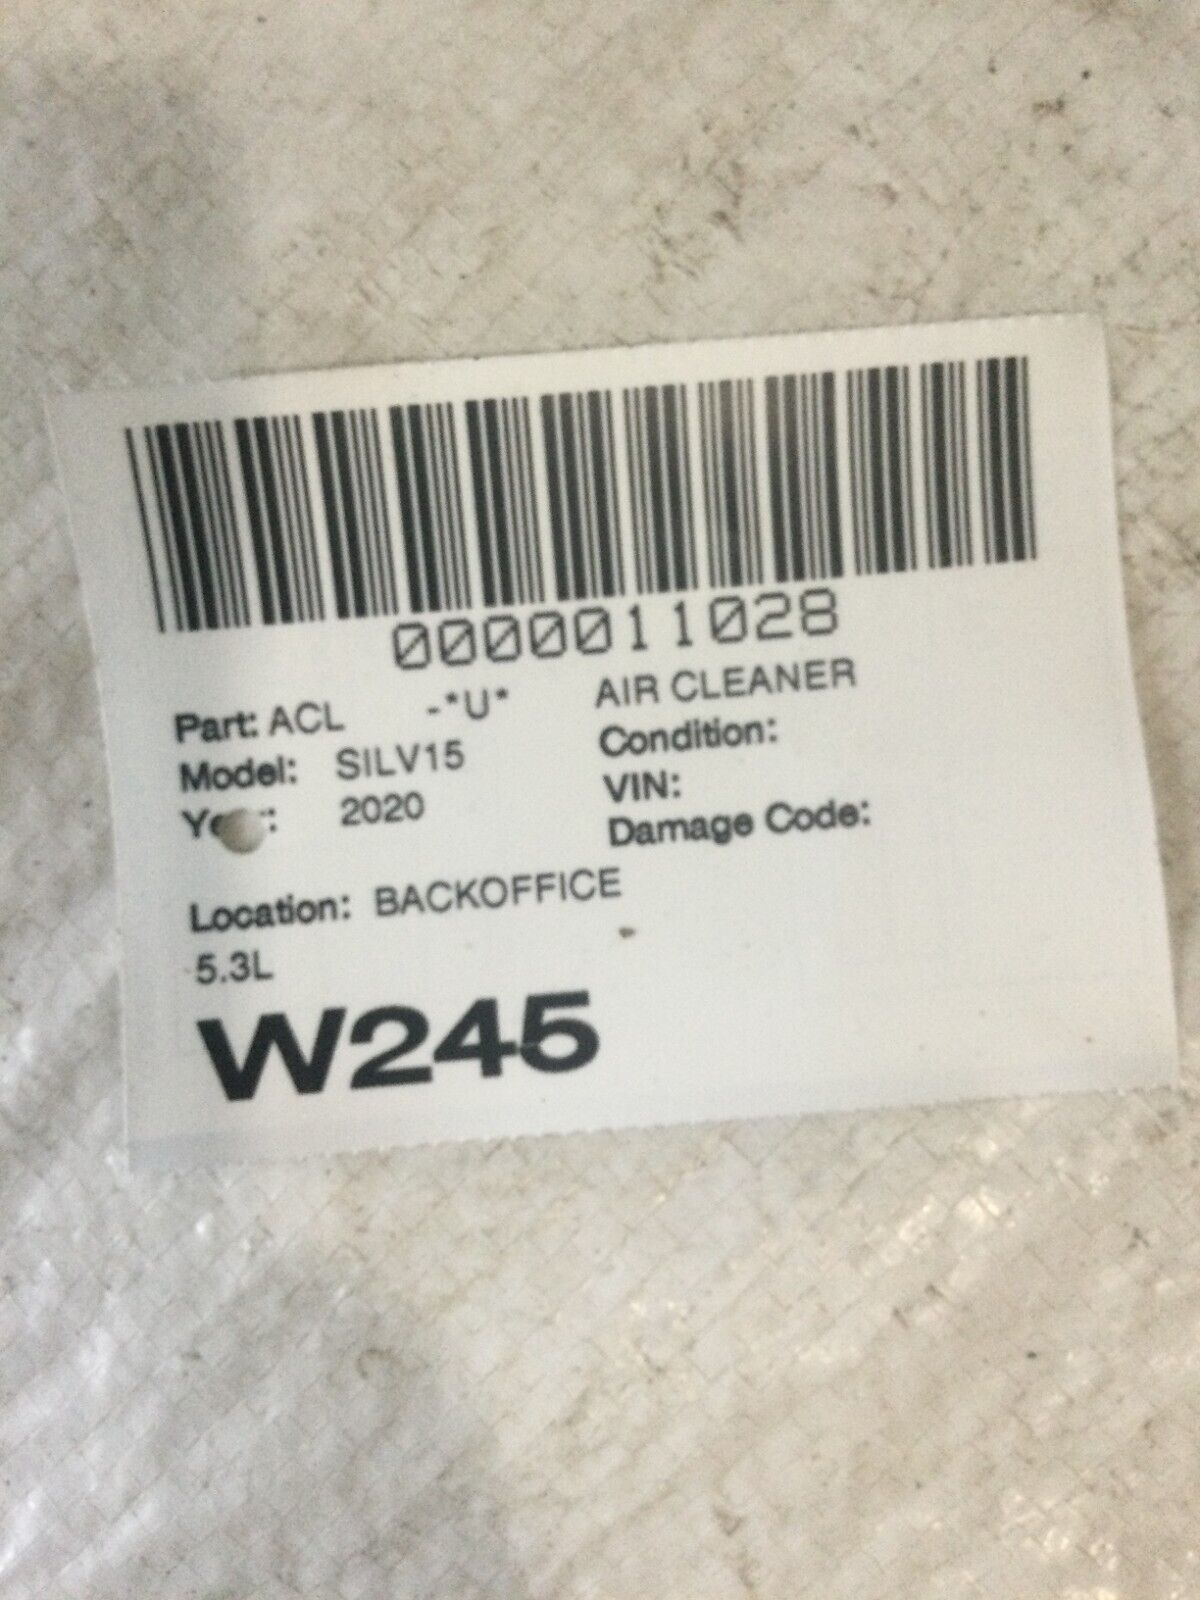 0000011028
Part: ACL -*U* AIR CLEANER
Model: SILV15 Condition:
2020 VIN:
Damage Code:
Location: BACKOFFICE
5.3L
W245